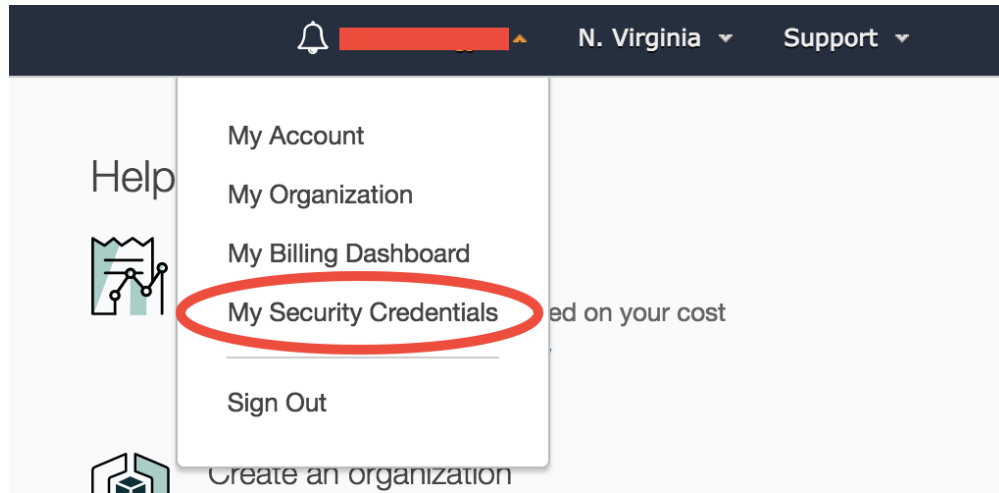 N. Virginia Support
My Account
Help
My Organization
My Billing Dashboard
My Security Credentials
ed on your cost
Sign Out
Create an organization